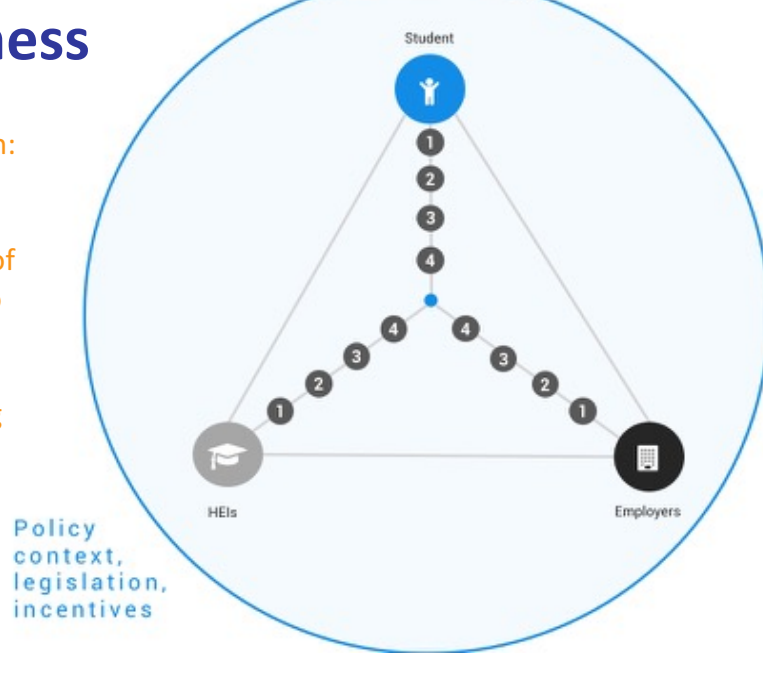 ness
Student
n:
1
2
3
of
4
4
4
3
3
2
2
1
1
HEIs
Employers
Policy
context,
legislation,
incentives